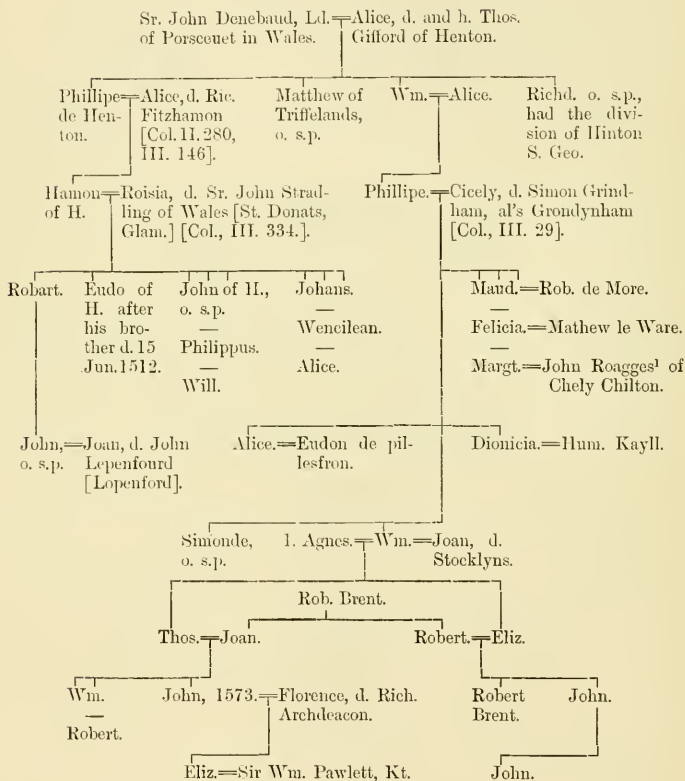 Sr. John Denebaud, Ld.=Alice, d. and h. Thos.
of Porsceuet in Wales. Gifford of Henton.
Phillipe=Alice, d. Ric.
de Hen-
ton.
Fitzhamon
[Col. II. 280,
III. 146].
Matthew of
Triffelands,
o. s.p.
Wm.=Alice.
Richd. o. s.p.,
had the divi-
sion of Hinton
S. Geo.
Hamon=Roisia, d. Sr. John Strad-
of H. ling of Wales [St. Donats,
Glam.] [Col., III. 334.].
Phillipe.=Cicely, d. Simon Grind-
ham, al's Grondynham
[Col., III. 29].
Robart.
Eudo of
H. after
his bro-
ther d. 15
Jun. 1512.
John of H.,
o. s.p.
—
Philippus.
—
Will.
Johans.
—
Wencilean.
—
Alice.
Maud.=Rob. de More.
—
Felicia.=Mathew le Ware.
—
Margt.=John Roagges¹ of
Chely Chilton.
John,=Joan, d. John
o. s.p. Lepenfourd
[Lopenford].
Alice.=Eudon de pil-
lesfron.
Dionicia.=Hum. Kayll.
Simonde,
o. s.p.
1. Agnes.=Wm.=Joan, d.
Stocklyns.
Rob. Brent.
Thos.=Joan. Robert.=Eliz.
Wm.
—
Robert.
John, 1573.=Florence, d. Rich.
Archdeacon.
Robert
Brent.
John.
Eliz.=Sir Wm. Pawlett, Kt.
John.